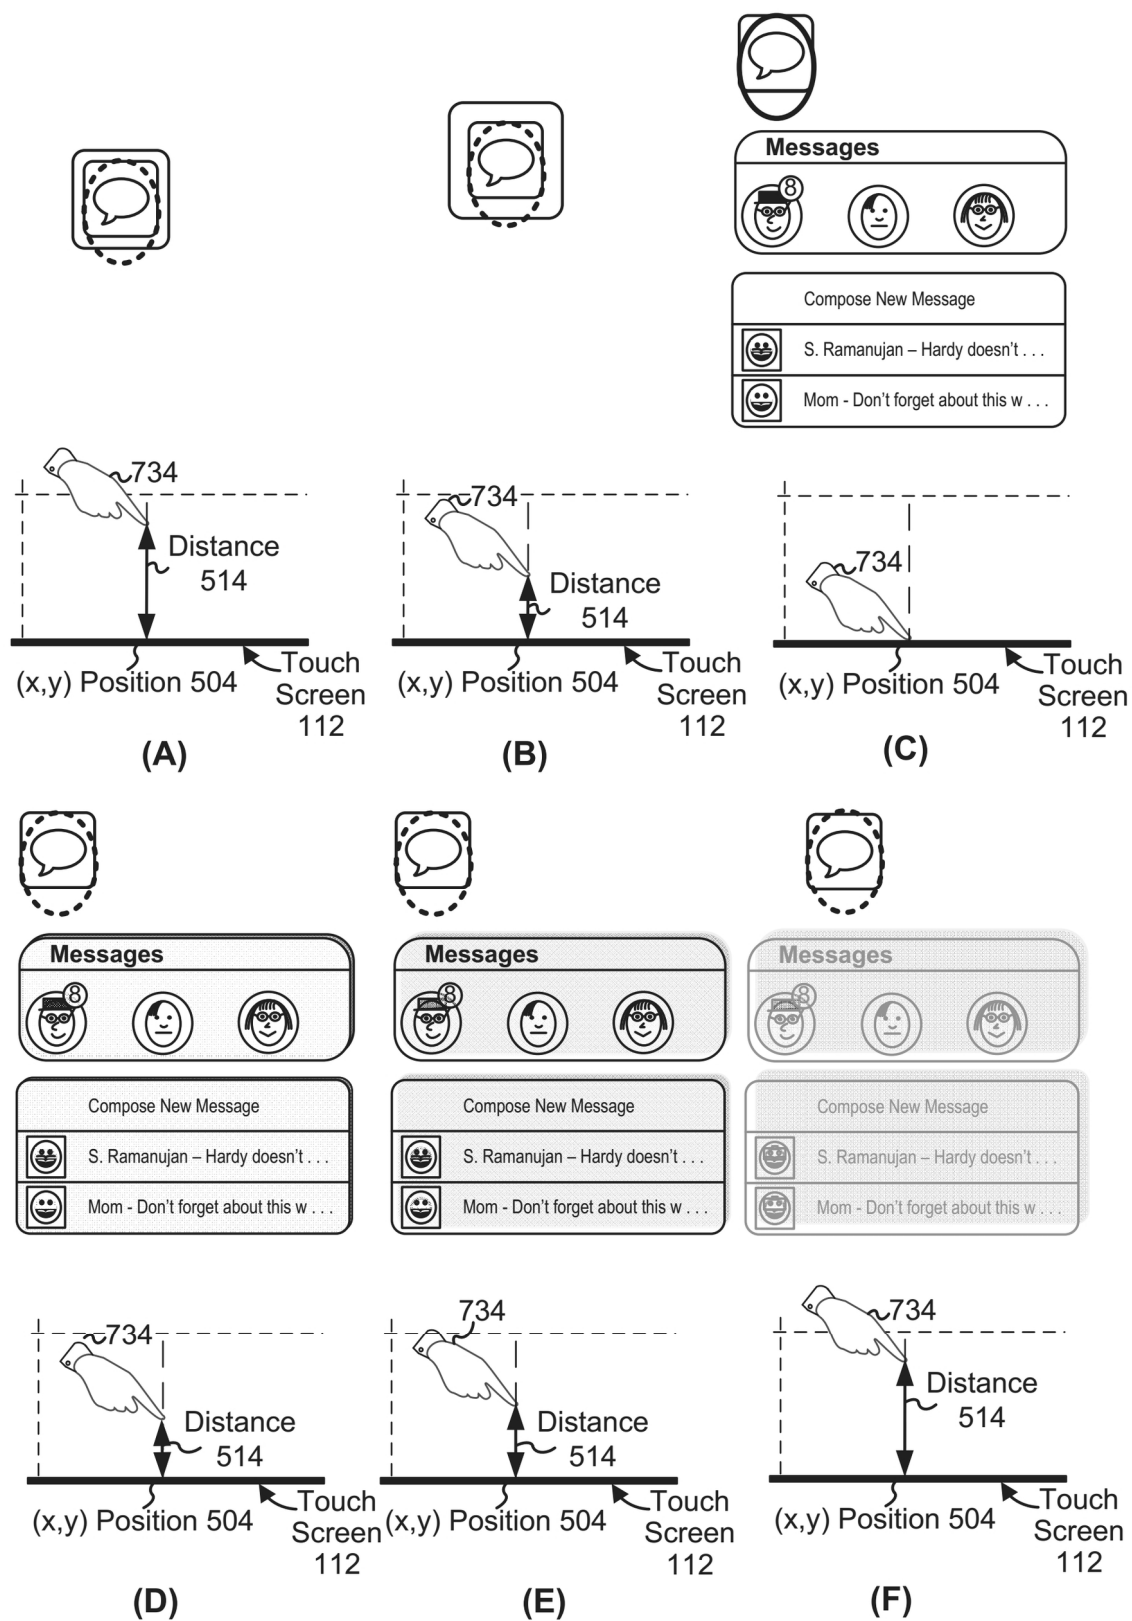 Messages
8
Compose New Message
S. Ramanujan – Hardy doesn't . . .
Mom - Don't forget about this w . . .
734
Distance
514
(x,y) Position 504
Touch
Screen
112
(A)
734
Distance
514
(x,y) Position 504
Touch
Screen
112
(B)
734
(x,y) Position 504
Touch
Screen
112
(C)
Messages
8
Compose New Message
S. Ramanujan – Hardy doesn't . . .
Mom - Don't forget about this w . . .
Messages
8
Compose New Message
S. Ramanujan – Hardy doesn't . . .
Mom - Don't forget about this w . . .
Messages
8
Compose New Message
S. Ramanujan – Hardy doesn't . . .
Mom - Don't forget about this w . . .
734
Distance
514
(x,y) Position 504
Touch
Screen
112
(D)
734
Distance
514
(x,y) Position 504
Touch
Screen
112
(E)
734
Distance
514
(x,y) Position 504
Touch
Screen
112
(F)